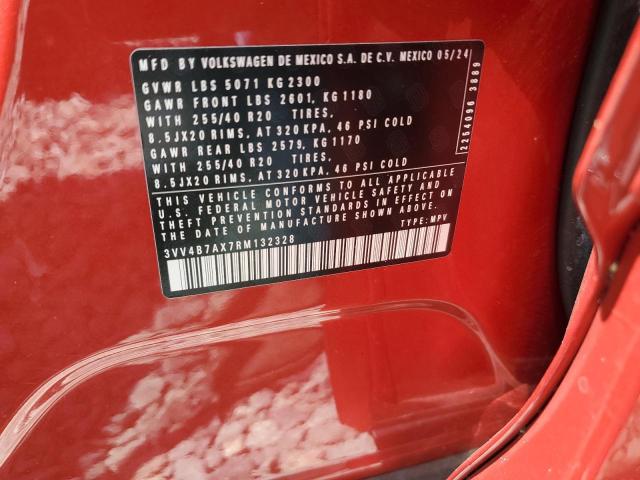 MFD BY VOLKSWAGEN DE MEXICO S.A. DE C.V. MEXICO 05/24
GVWR LBS 5071 KG 2300
GAWR FRONT LBS 2601, KG 1180
WITH 255/40 R20 TIRES,
8.5JX20 RIMS, AT 320 KPA, 46 PSI COLD
GAWR REAR LBS 2579, KG 1170
WITH 255/40 R20 TIRES,
8.5JX20 RIMS, AT 320 KPA, 46 PSI COLD
THIS VEHICLE CONFORMS TO ALL APPLICABLE
U.S. FEDERAL MOTOR VEHICLE SAFETY AND
THEFT PREVENTION STANDARDS IN EFFECT ON
THE DATE OF MANUFACTURE SHOWN ABOVE.
TYPE: MPV
3VV4B7AX7RM132328
2254096 3889